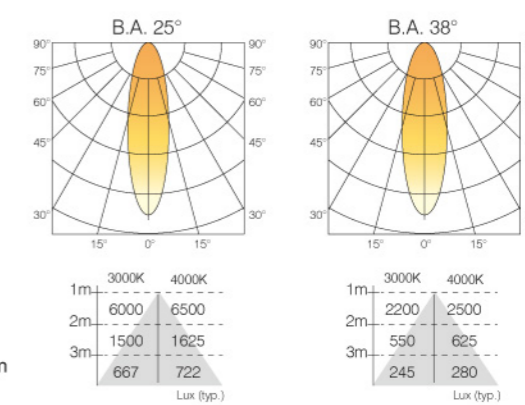 B.A. 25°
90° 90°
75° 75°
60° 60°
45° 45°
30° 30°
15° 0° 15°
3000K 4000K
1m
6000 6500
2m
1500 1625
3m
667 722
Lux (typ.)
B.A. 38°
90° 90°
75° 75°
60° 60°
45° 45°
30° 30°
15° 0° 15°
3000K 4000K
1m
2200 2500
2m
550 625
3m
245 280
Lux (typ.)